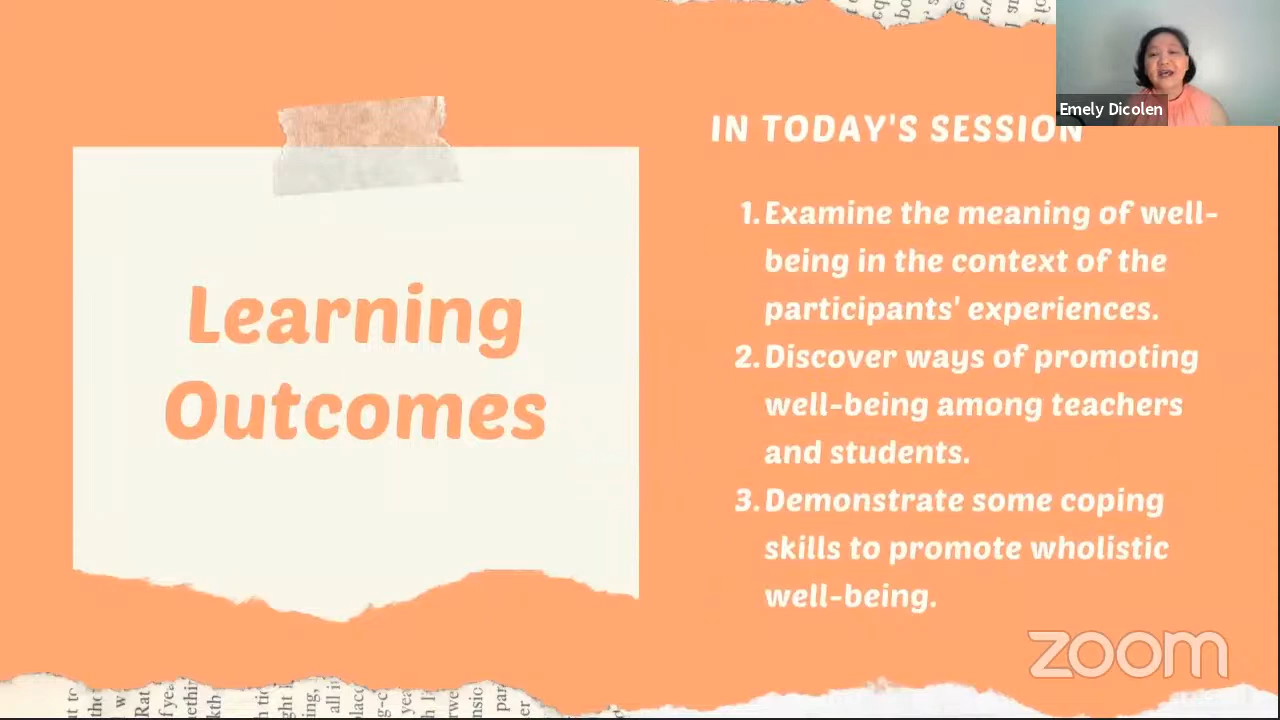 Emely Dicolen
IN TODAY'S SESSION
Learning
Outcomes
1. Examine the meaning of well-
being in the context of the
participants' experiences.
2. Discover ways of promoting
well-being among teachers
and students.
3. Demonstrate some coping
skills to promote wholistic
well-being.
zoom